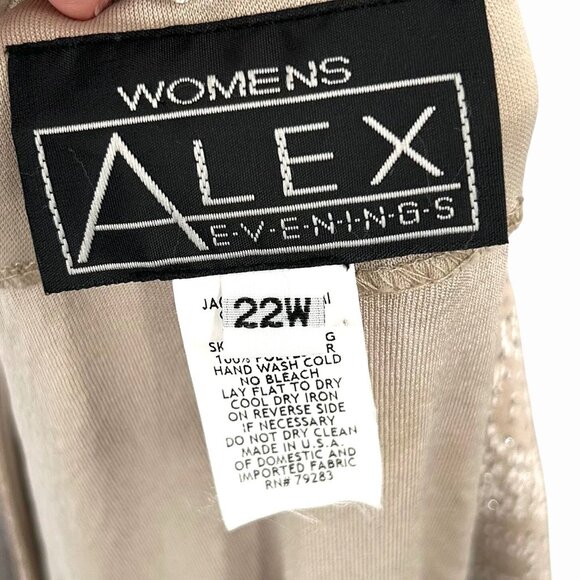 WOMENS
ALEX
E·V·E·N·I·N·G·S
22W
HAND WASH COLD
NO BLEACH
LAY FLAT TO DRY
COOL DRY IRON
ON REVERSE SIDE
IF NECESSARY
DO NOT DRY CLEAN
MADE IN U.S.A.
OF DOMESTIC AND
IMPORTED FABRIC
RN# 79283